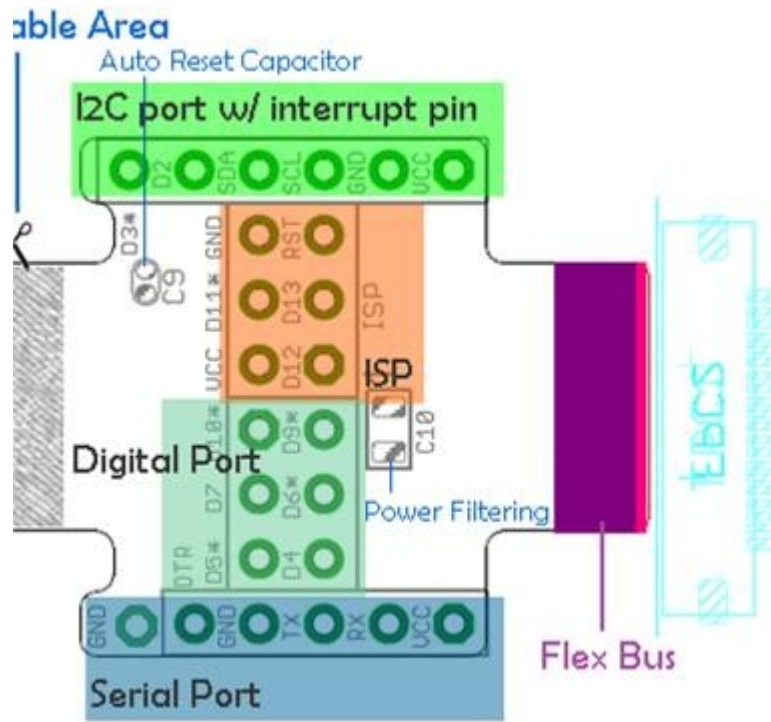 able Area
Auto Reset Capacitor
I2C port w/ interrupt pin
D2 SDA SCL GND VCC
D3*
C9
GND RST
D11* D13
VCC D12
ISP
ISP
C10
D10* D9*
Digital Port
D7 D6*
Power Filtering
DTR D5* D4
GND GND TX RX VCC
Serial Port
Flex Bus